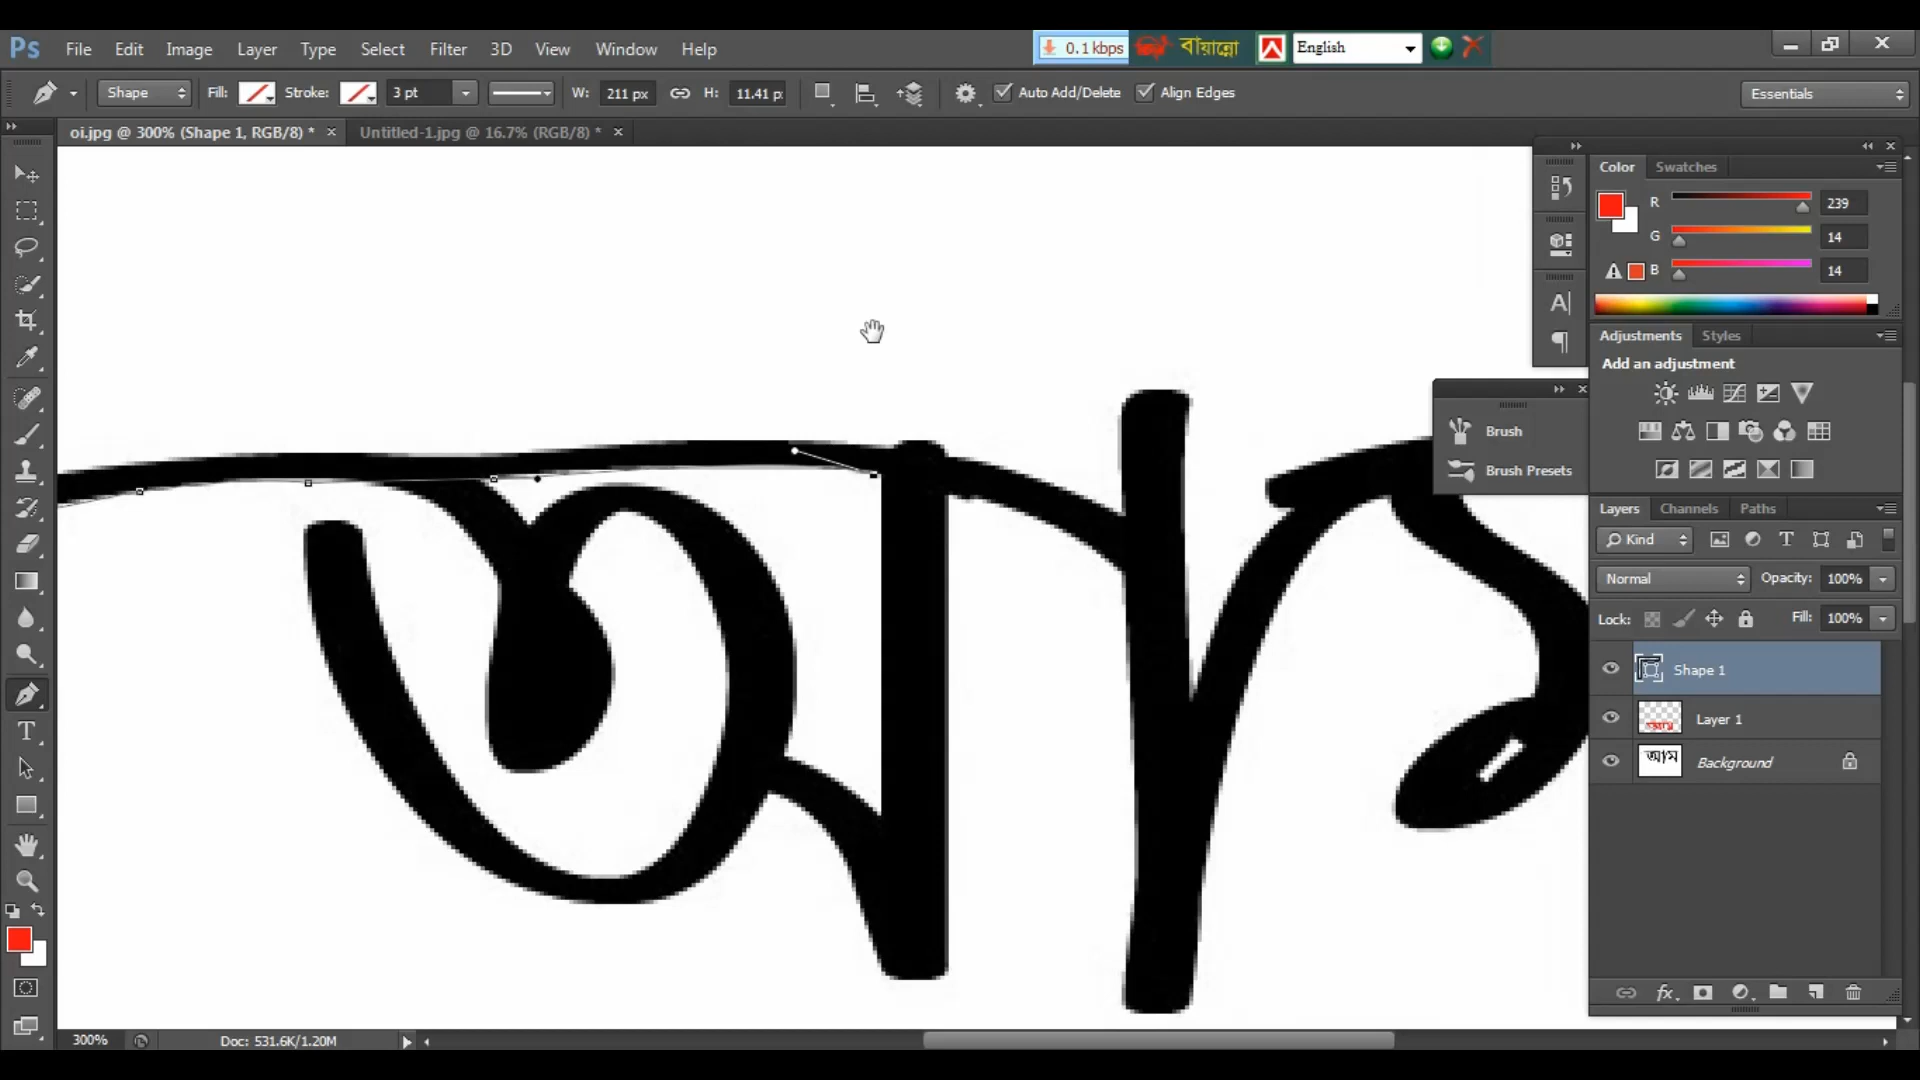 Ps File Edit Image Layer Type Select Filter 3D View Window Help
0.1 kbps বায়ান্নো English
Shape Fill: Stroke: 3 pt W: 211 px H: 11.41 p Auto Add/Delete Align Edges Essentials
oi.jpg @ 300% (Shape 1, RGB/8) * Untitled-1.jpg @ 16.7% (RGB/8) *
Color Swatches
R 239
G 14
B 14
Adjustments Styles
Add an adjustment
Brush
Brush Presets
Layers Channels Paths
Kind
Normal Opacity: 100%
Lock: Fill: 100%
Shape 1
Layer 1
Background
আম
300% Doc: 531.6K/1.20M